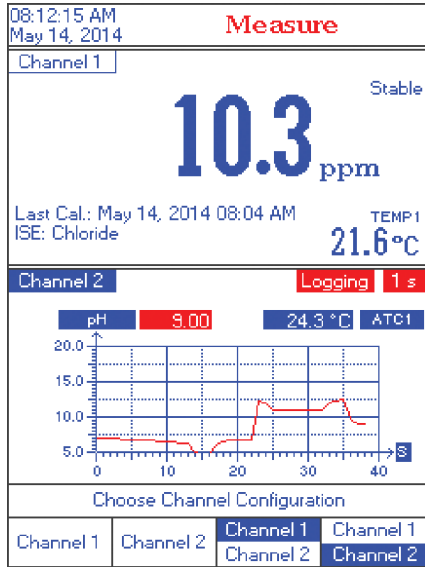 08:12:15 AM
May 14, 2014
Measure
Channel 1
Stable
10.3 ppm
Last Cal.: May 14, 2014 08:04 AM
ISE: Chloride
TEMP1
21.6°C
Channel 2
Logging 1 s
pH 9.00 24.3 °C ATC1
20.0
15.0
10.0
5.0
S
0 10 20 30 40
Choose Channel Configuration
Channel 1
Channel 2
Channel 1
Channel 2
Channel 1
Channel 2